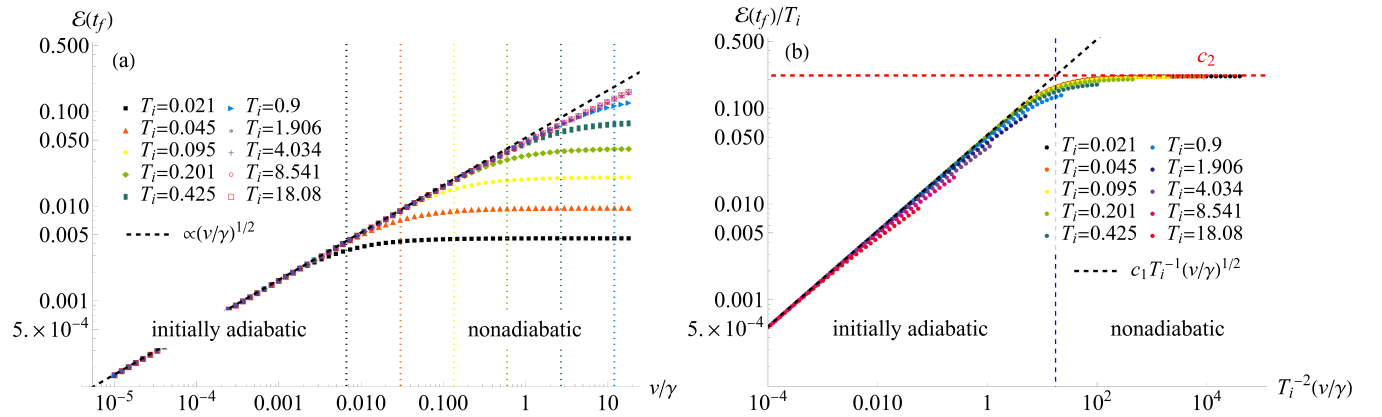 ℰ(t_f)
0.500
(a)
0.100
0.050
0.010
0.005
0.001
5.×10⁻⁴
T_i=0.021
T_i=0.045
T_i=0.095
T_i=0.201
T_i=0.425
T_i=0.9
T_i=1.906
T_i=4.034
T_i=8.541
T_i=18.08
∝(v/γ)^{1/2}
initially adiabatic
nonadiabatic
10⁻⁵
10⁻⁴
0.001
0.010
0.100
1
10
v/γ
ℰ(t_f)/T_i
0.500
(b)
c₂
0.100
0.050
0.010
0.005
0.001
5.×10⁻⁴
T_i=0.021
T_i=0.045
T_i=0.095
T_i=0.201
T_i=0.425
T_i=0.9
T_i=1.906
T_i=4.034
T_i=8.541
T_i=18.08
c₁T_i⁻¹(v/γ)^{1/2}
initially adiabatic
nonadiabatic
10⁻⁴
0.010
1
10²
10⁴
T_i⁻²(v/γ)